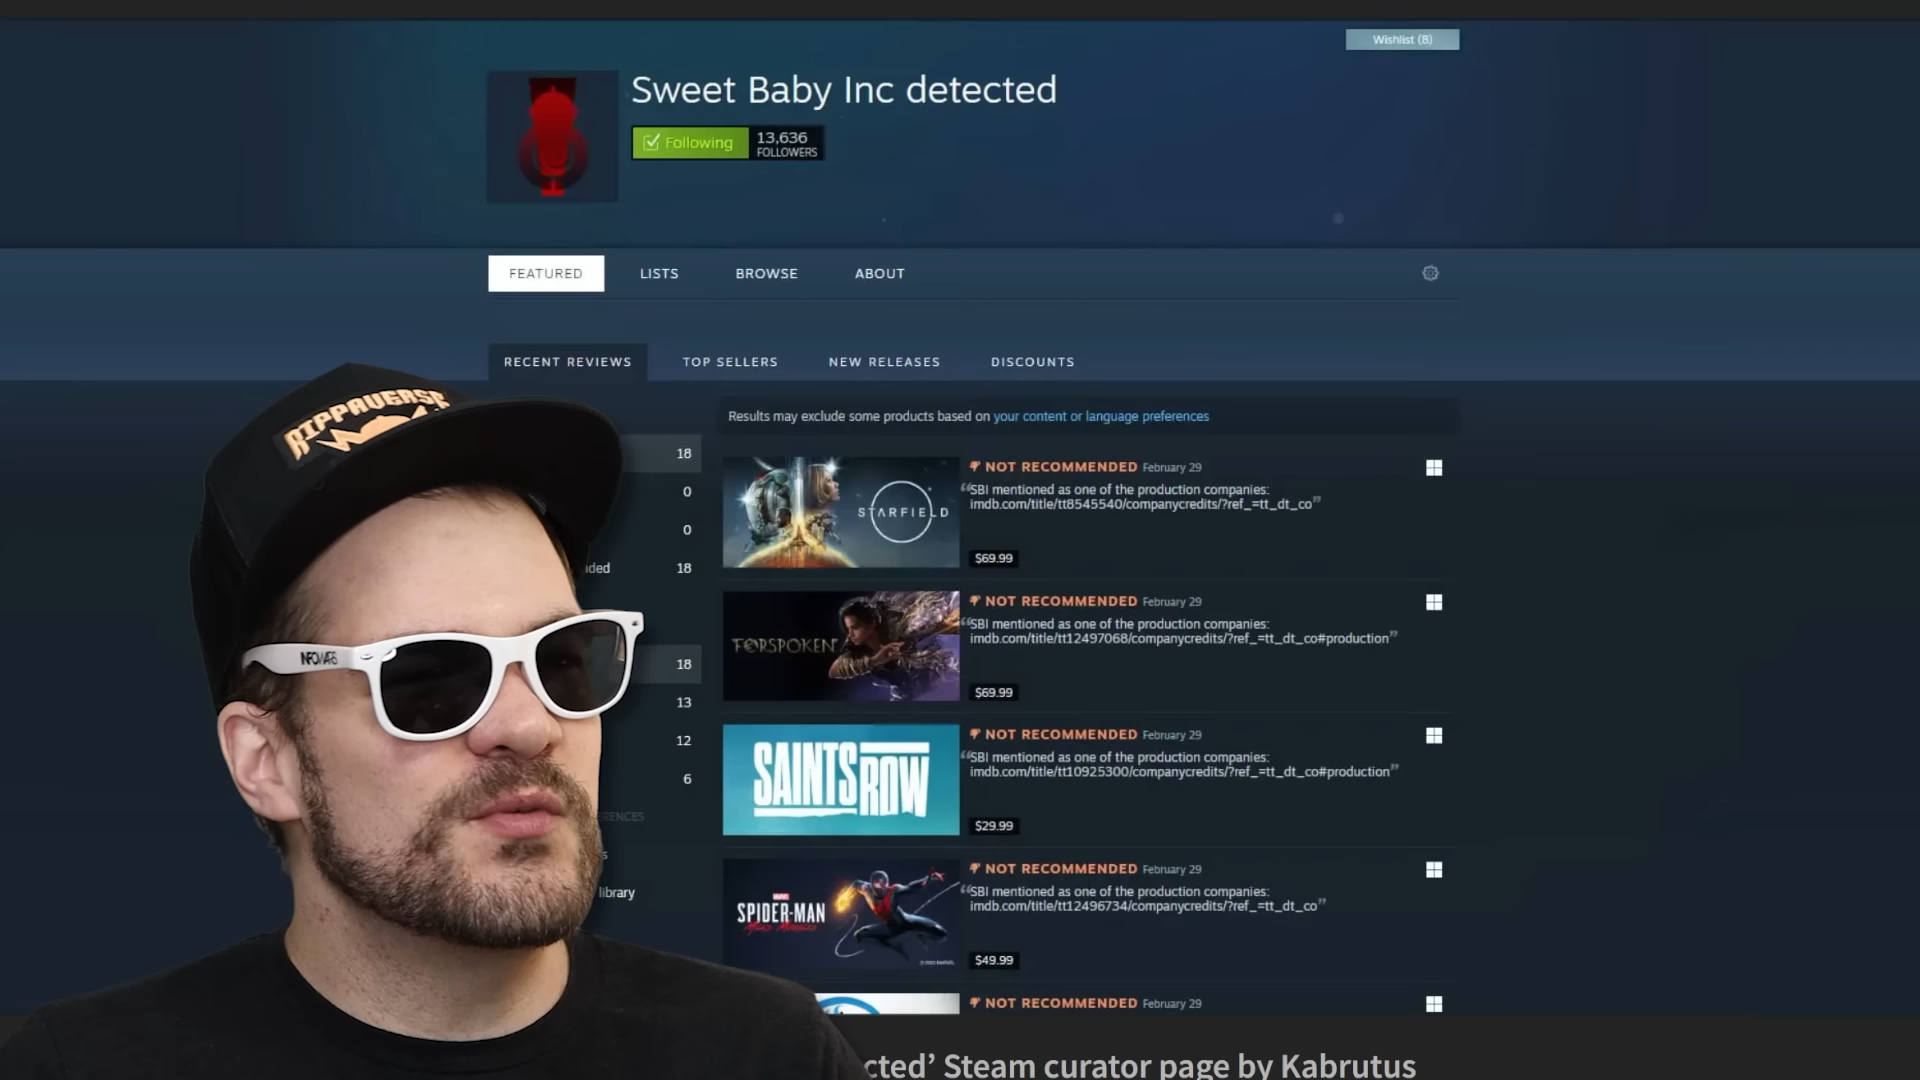 Wishlist (8)
Sweet Baby Inc detected
Following
13,636
FOLLOWERS
FEATURED
LISTS
BROWSE
ABOUT
RECENT REVIEWS
TOP SELLERS
NEW RELEASES
DISCOUNTS
Results may exclude some products based on your content or language preferences
18
0
0
ded
18
18
13
12
6
RENCES
s
library
RIPPAVERSE
INFOWARS
STARFIELD
NOT RECOMMENDED February 29
“SBI mentioned as one of the production companies:
imdb.com/title/tt8545540/companycredits/?ref_=tt_dt_co”
$69.99
FORSPOKEN
NOT RECOMMENDED February 29
“SBI mentioned as one of the production companies:
imdb.com/title/tt12497068/companycredits/?ref_=tt_dt_co#production”
$69.99
SAINTS ROW
NOT RECOMMENDED February 29
“SBI mentioned as one of the production companies:
imdb.com/title/tt10925300/companycredits/?ref_=tt_dt_co#production”
$29.99
MARVEL
SPIDER-MAN
MILES MORALES
NOT RECOMMENDED February 29
“SBI mentioned as one of the production companies:
imdb.com/title/tt12496734/companycredits/?ref_=tt_dt_co”
$49.99
NOT RECOMMENDED February 29
cted’ Steam curator page by Kabrutus